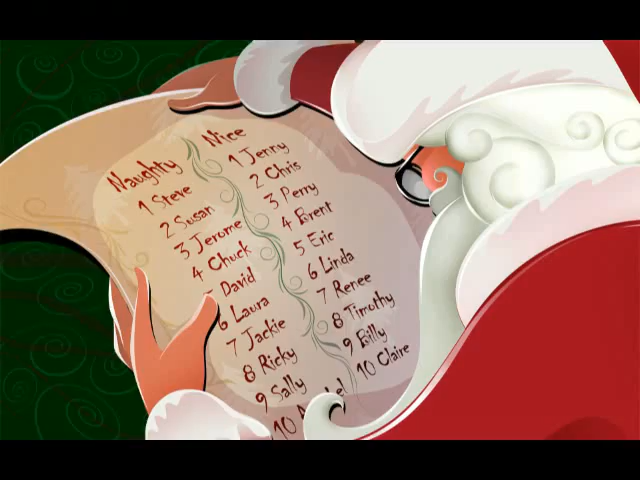 Naughty
1 Steve
2 Susan
3 Jerome
4 Chuck
David
6 Laura
7 Jackie
8 Ricky
9 Sally
10
Nice
1 Jenny
2 Chris
3 Perry
4 Brent
5 Eric
6 Linda
7 Renee
8 Timothy
9 Billy
10 Claire